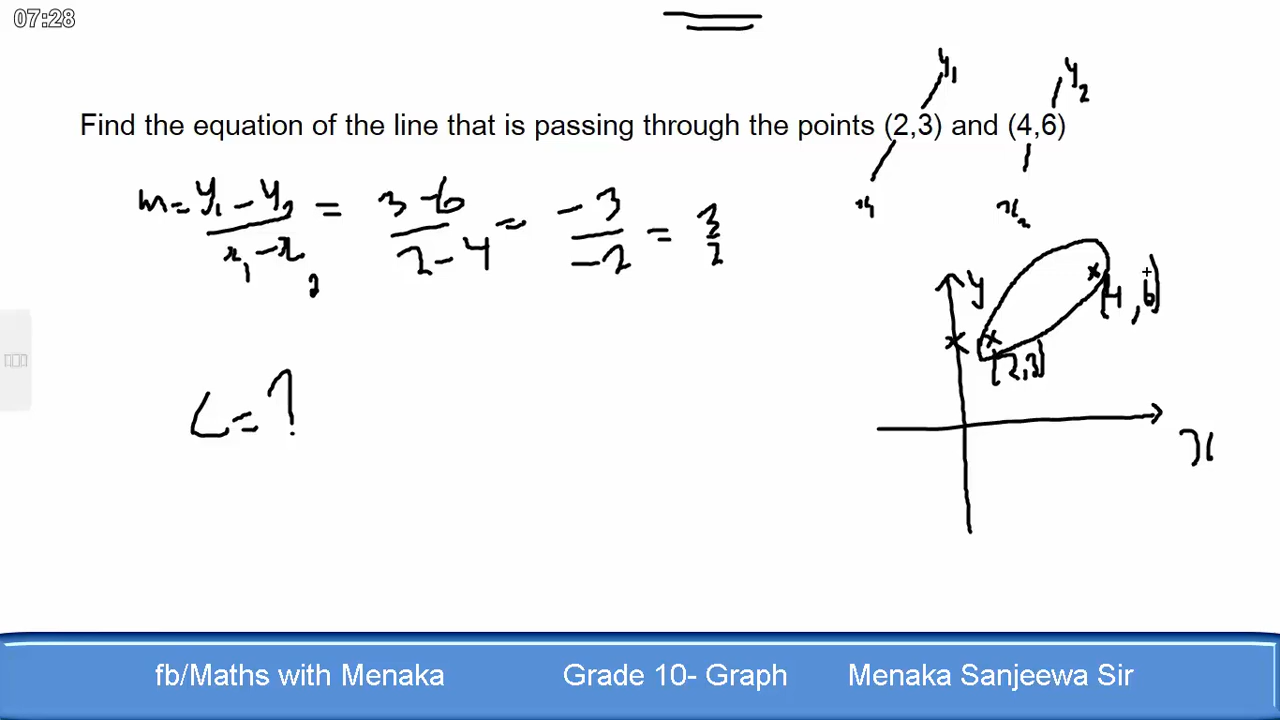 07:28
y₁ y₂
Find the equation of the line that is passing through the points (2,3) and (4,6)
x₁ x₂
m = y₁ - y₂ / x₁ - x₂ = 3 - 6 / 2 - 4 = -3 / -2 = 3 / 2
y
(4, 6)
(2,3)
x
C = ?
fb/Maths with Menaka Grade 10- Graph Menaka Sanjeewa Sir